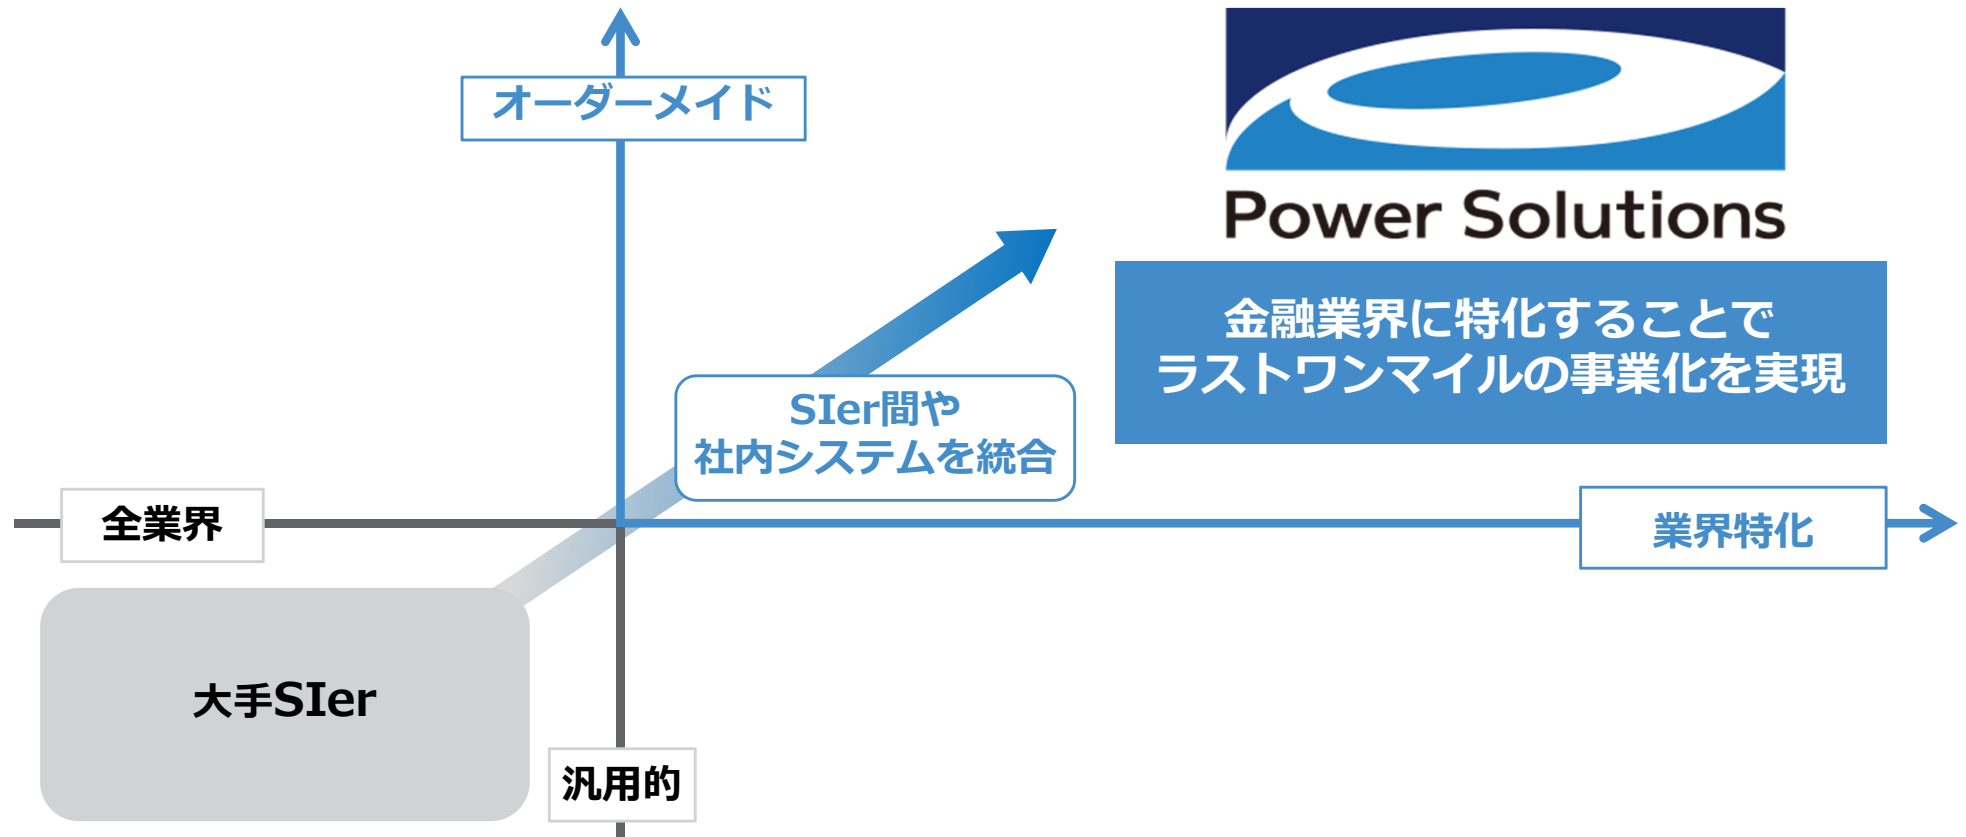 オーダーメイド
Power Solutions
金融業界に特化することで
ラストワンマイルの事業化を実現
SIer間や
社内システムを統合
全業界
業界特化
大手SIer
汎用的